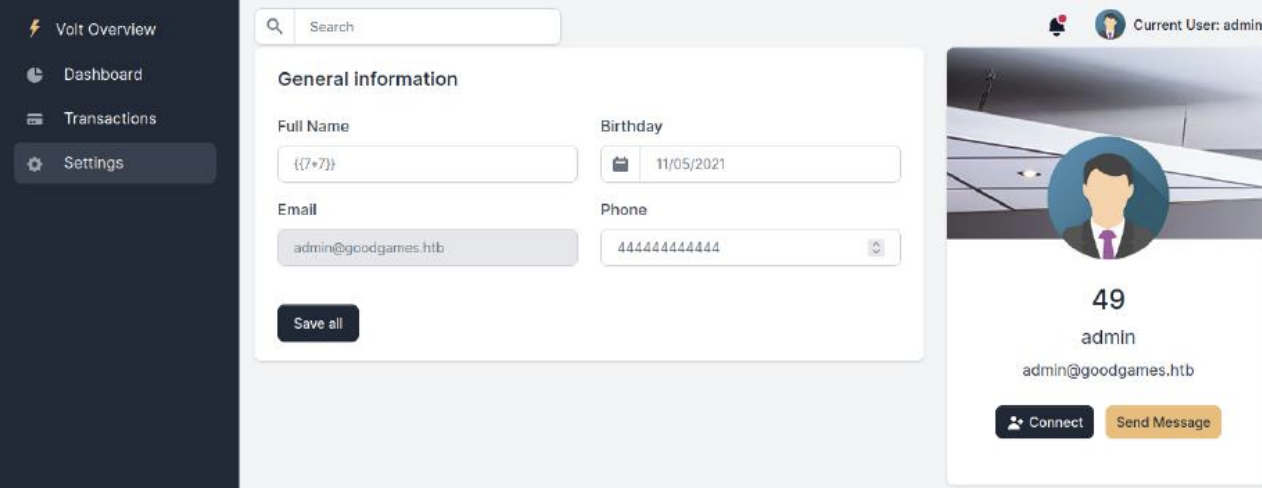 Volt Overview
Dashboard
Transactions
Settings
Search
Current User: admin
General information
Full Name
Birthday
{{7*7}}
11/05/2021
Email
Phone
admin@goodgames.htb
444444444444
Save all
49
admin
admin@goodgames.htb
Connect
Send Message